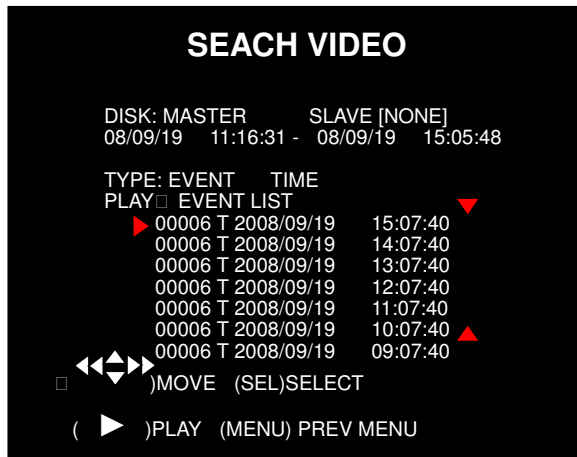 SEACH VIDEO
DISK: MASTER SLAVE [NONE]
08/09/19 11:16:31 - 08/09/19 15:05:48
TYPE: EVENT TIME
PLAY□ EVENT LIST
00006 T 2008/09/19 15:07:40
00006 T 2008/09/19 14:07:40
00006 T 2008/09/19 13:07:40
00006 T 2008/09/19 12:07:40
00006 T 2008/09/19 11:07:40
00006 T 2008/09/19 10:07:40
00006 T 2008/09/19 09:07:40
□ )MOVE (SEL)SELECT
( ▶ )PLAY (MENU) PREV MENU